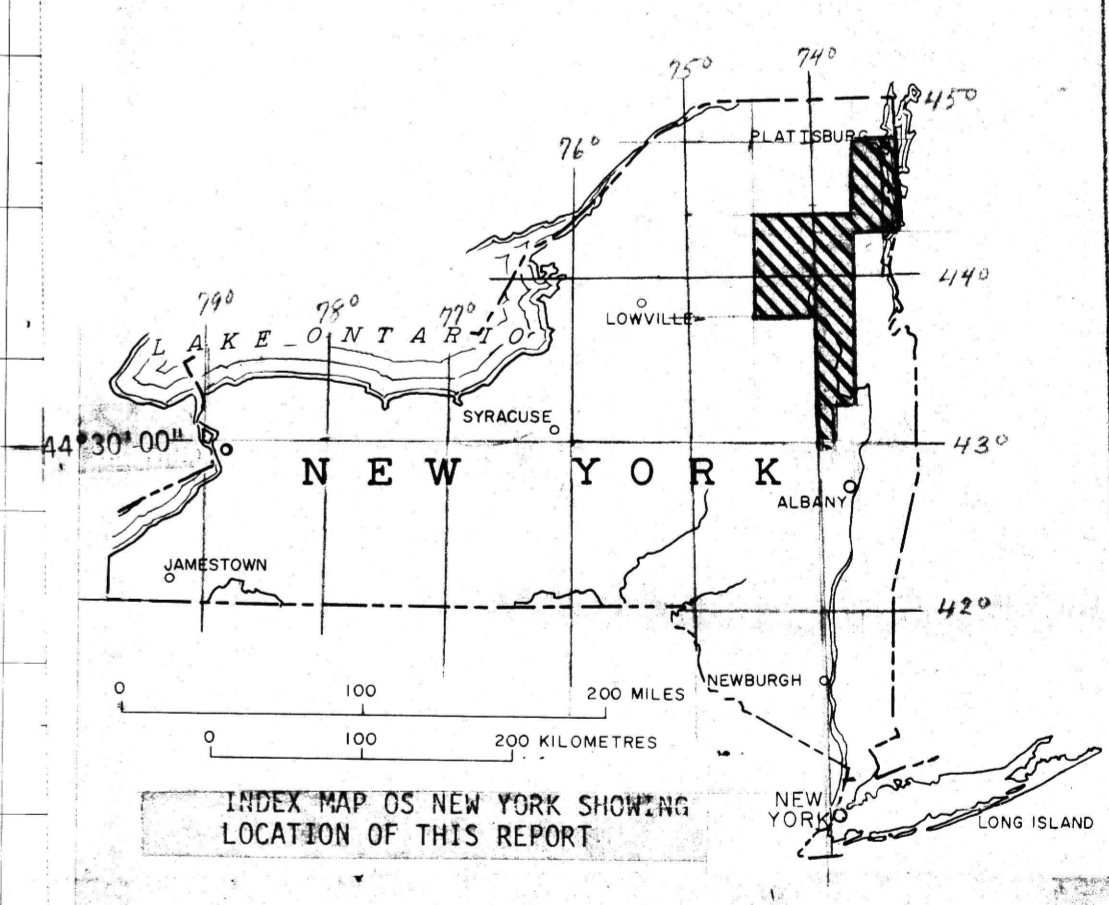 74°
75°
45°
PLATTSBURG
76°
44°
79°
78°
77°
LOWVILLE
LAKE ONTARIO
SYRACUSE
44°30'00"
43°
NEW YORK
ALBANY
JAMESTOWN
42°
NEWBURGH
0 100 200 MILES
0 100 200 KILOMETRES
INDEX MAP OS NEW YORK SHOWING
LOCATION OF THIS REPORT
NEW
YORK
LONG ISLAND